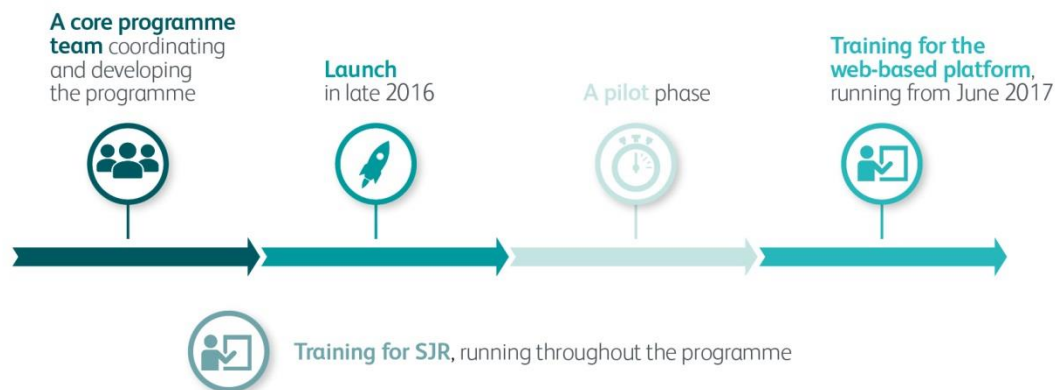 A core programme
team coordinating
and developing
the programme
Launch
in late 2016
A pilot phase
Training for the
web-based platform,
running from June 2017
Training for SJR, running throughout the programme